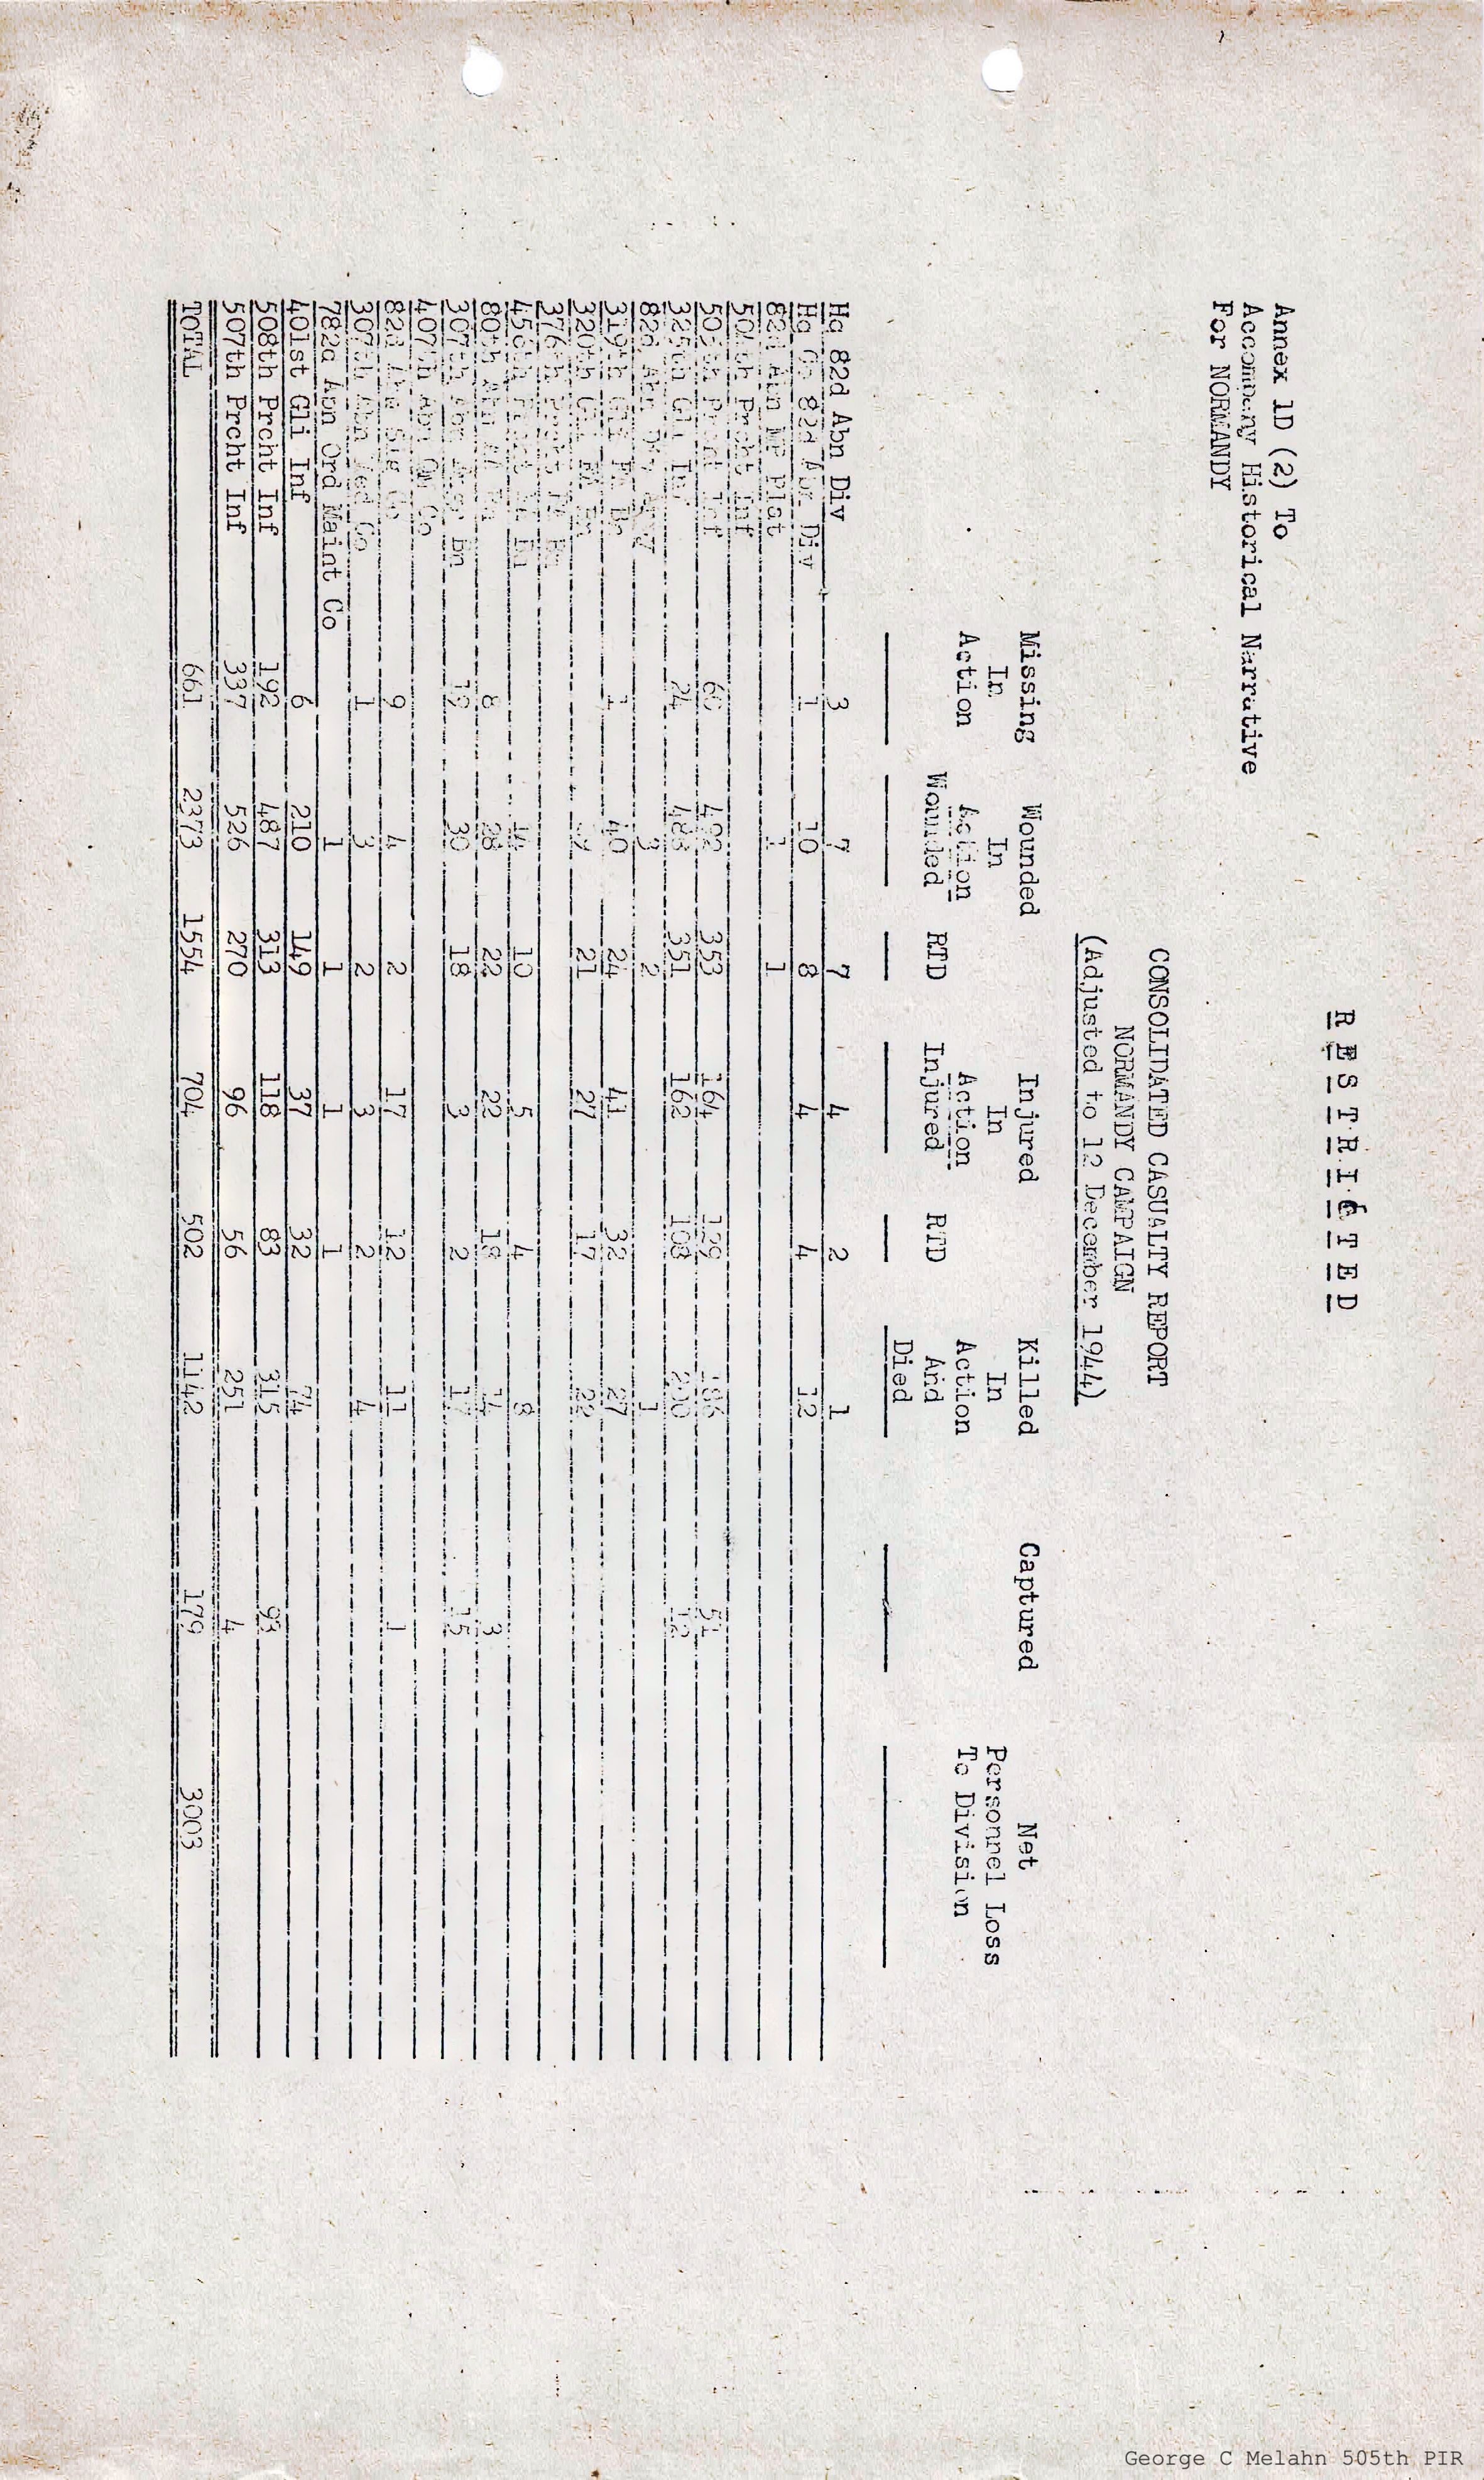 R E S T R I C T E D
Annex 1D (2) To
Accompany Historical Narrative
For NORMANDY
CONSOLIDATED CASUALTY REPORT
NORMANDY CAMPAIGN
(Adjusted to 12 December 1944)
Missing Wounded Injured Killed Captured Net
In In In In Personnel Loss
Action Action RTD Action RTD Action To Division
Wounded Injured And
Died
Hq 82d Abn Div 3 7 7 4 2 1
Hq Co 82d Abn Div 1 10 8 4 4 12
82d Abn MP Plat 1 1
504th Prcht Inf
505th Prcht Inf 60 492 353 164 129 186
325th Gli Inf 24 483 351 162 108 200
82d Abn Div 3 2 1
319th Gli FA Bn 1 40 24 41 32 27
320th Gli FA Bn 21 27 17 22
376th Prcht FA Bn
456th Prcht FA Bn 10 5 4 8
80th Abn AA Bn 8 28 22 22 18 14 3
307th Abn Engr Bn 12 30 18 3 2 17 15
407th Abn QM Co
82d Abn Sig Co 9 4 2 17 12 11 1
307th Abn Med Co 1 3 2 3 2 4
782d Abn Ord Maint Co 1 1 1 1
401st Gli Inf 6 210 149 37 32 74
508th Prcht Inf 192 487 313 118 83 315 93
507th Prcht Inf 337 526 270 96 56 251 4
TOTAL 661 2373 1554 704 502 1142 179 3003
George C Melahn 505th PIR